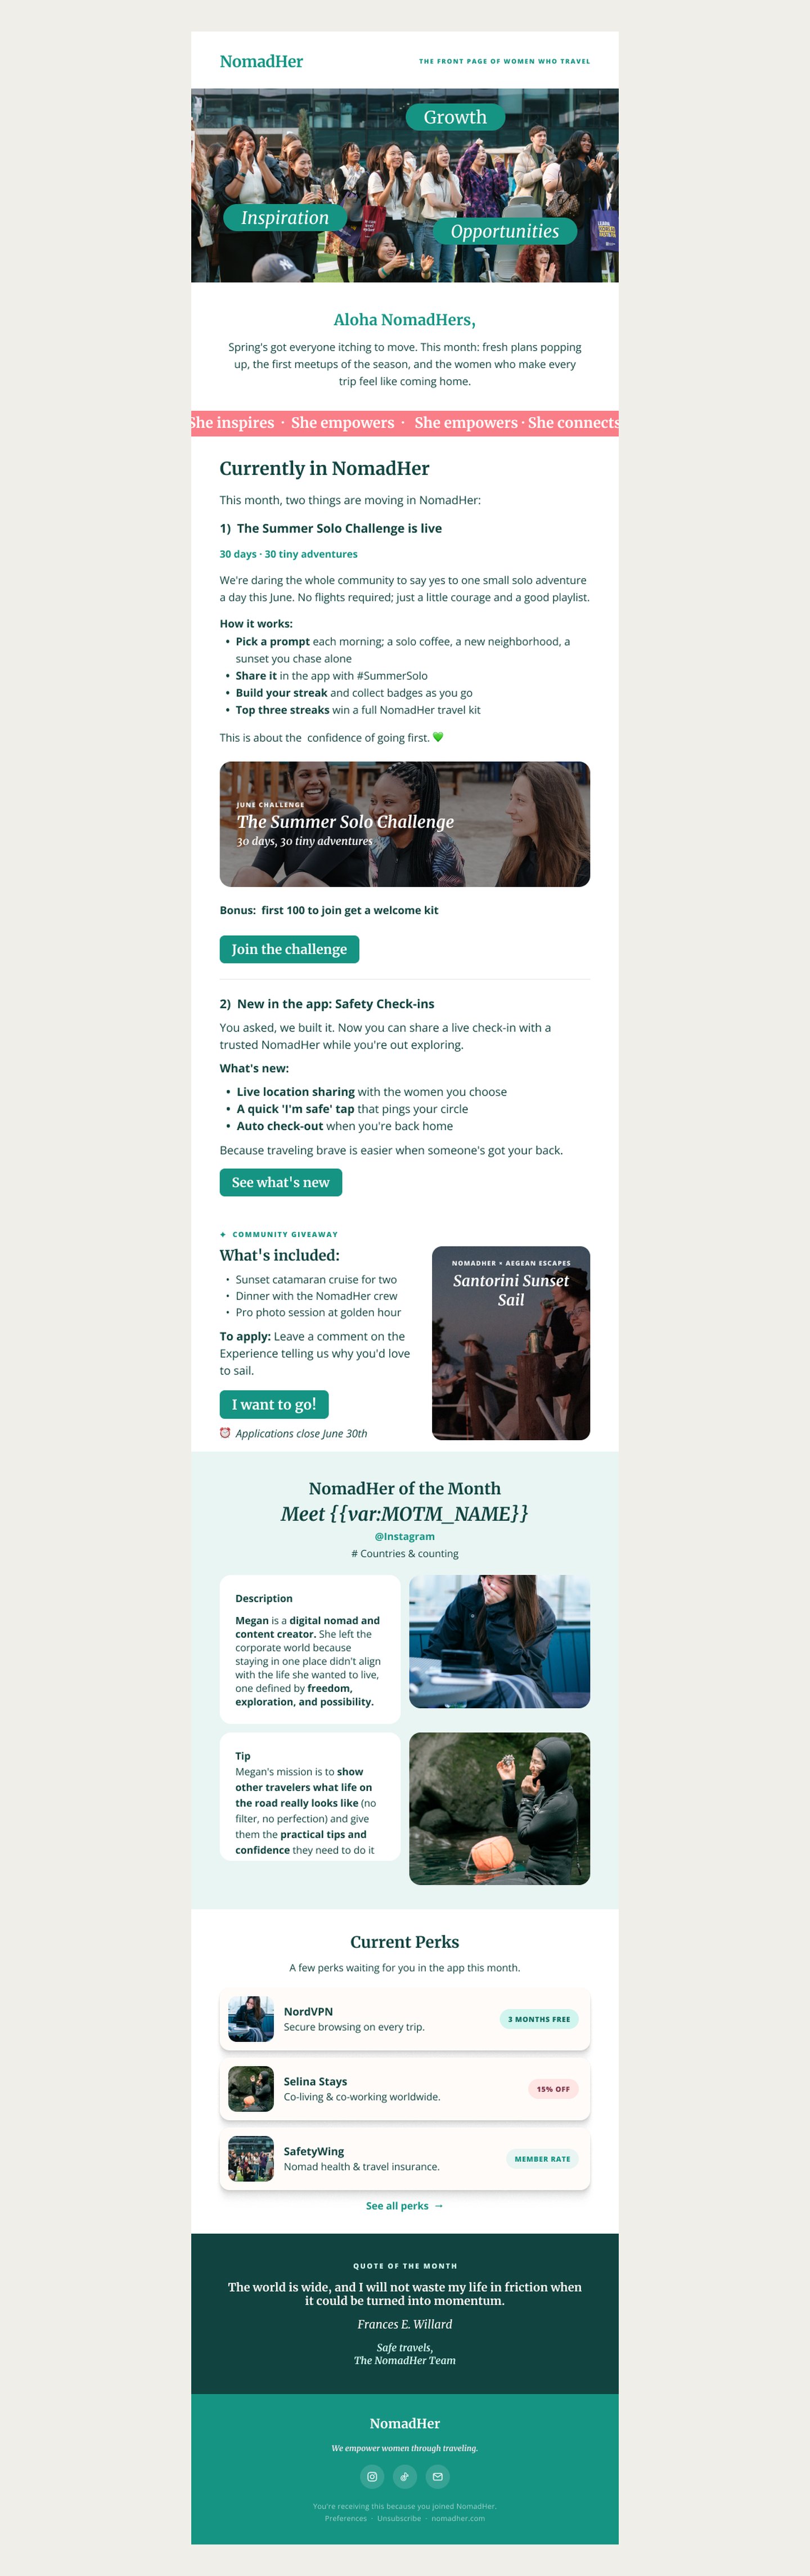 NomadHer
THE FRONT PAGE OF WOMEN WHO TRAVEL
Growth
Inspiration
Opportunities
Aloha NomadHers,
Spring's got everyone itching to move. This month: fresh plans popping
up, the first meetups of the season, and the women who make every
trip feel like coming home.
She inspires · She empowers · She empowers · She connects
Currently in NomadHer
This month, two things are moving in NomadHer:
1) The Summer Solo Challenge is live
30 days · 30 tiny adventures
We're daring the whole community to say yes to one small solo adventure
a day this June. No flights required; just a little courage and a good playlist.
How it works:
• Pick a prompt each morning; a solo coffee, a new neighborhood, a
sunset you chase alone
• Share it in the app with #SummerSolo
• Build your streak and collect badges as you go
• Top three streaks win a full NomadHer travel kit
This is about the confidence of going first. 💚
JUNE CHALLENGE
The Summer Solo Challenge
30 days, 30 tiny adventures
Bonus: first 100 to join get a welcome kit
Join the challenge
2) New in the app: Safety Check-ins
You asked, we built it. Now you can share a live check-in with a
trusted NomadHer while you're out exploring.
What's new:
• Live location sharing with the women you choose
• A quick 'I'm safe' tap that pings your circle
• Auto check-out when you're back home
Because traveling brave is easier when someone's got your back.
See what's new
✦ COMMUNITY GIVEAWAY
What's included:
• Sunset catamaran cruise for two
• Dinner with the NomadHer crew
• Pro photo session at golden hour
To apply: Leave a comment on the
Experience telling us why you'd love
to sail.
I want to go!
⏰ Applications close June 30th
NOMADHER × AEGEAN ESCAPES
Santorini Sunset
Sail
NomadHer of the Month
Meet {{var:MOTM_NAME}}
@Instagram
# Countries & counting
Description
Megan is a digital nomad and
content creator. She left the
corporate world because
staying in one place didn't align
with the life she wanted to live,
one defined by freedom,
exploration, and possibility.
Tip
Megan's mission is to show
other travelers what life on
the road really looks like (no
filter, no perfection) and give
them the practical tips and
confidence they need to do it
Current Perks
A few perks waiting for you in the app this month.
NordVPN
Secure browsing on every trip.
3 MONTHS FREE
Selina Stays
Co-living & co-working worldwide.
15% OFF
SafetyWing
Nomad health & travel insurance.
MEMBER RATE
See all perks →
QUOTE OF THE MONTH
The world is wide, and I will not waste my life in friction when
it could be turned into momentum.
Frances E. Willard
Safe travels,
The NomadHer Team
NomadHer
We empower women through traveling.
You're receiving this because you joined NomadHer.
Preferences · Unsubscribe · nomadher.com